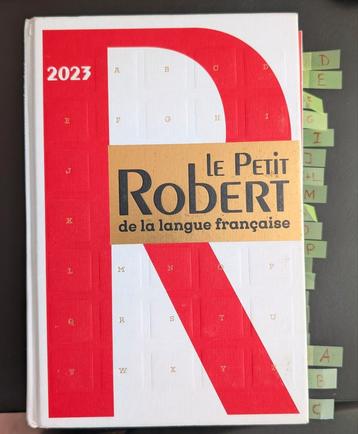 2023
A B C D
E F G H I
J
K
L M N O P
Q R S T U
V W X Y Z
LE PETIT
ROBERT
de la langue française
D
E
E
G
I
J
H
M
P
A
B
C